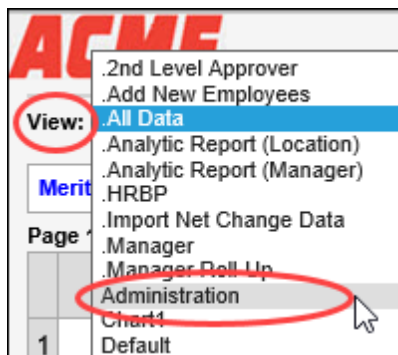 ACME
View:
.2nd Level Approver
.Add New Employees
.All Data
.Analytic Report (Location)
.Analytic Report (Manager)
.HRBP
.Import Net Change Data
.Manager
.Manager Roll-Up
Administration
Chart1
Default
Merit
Page
1